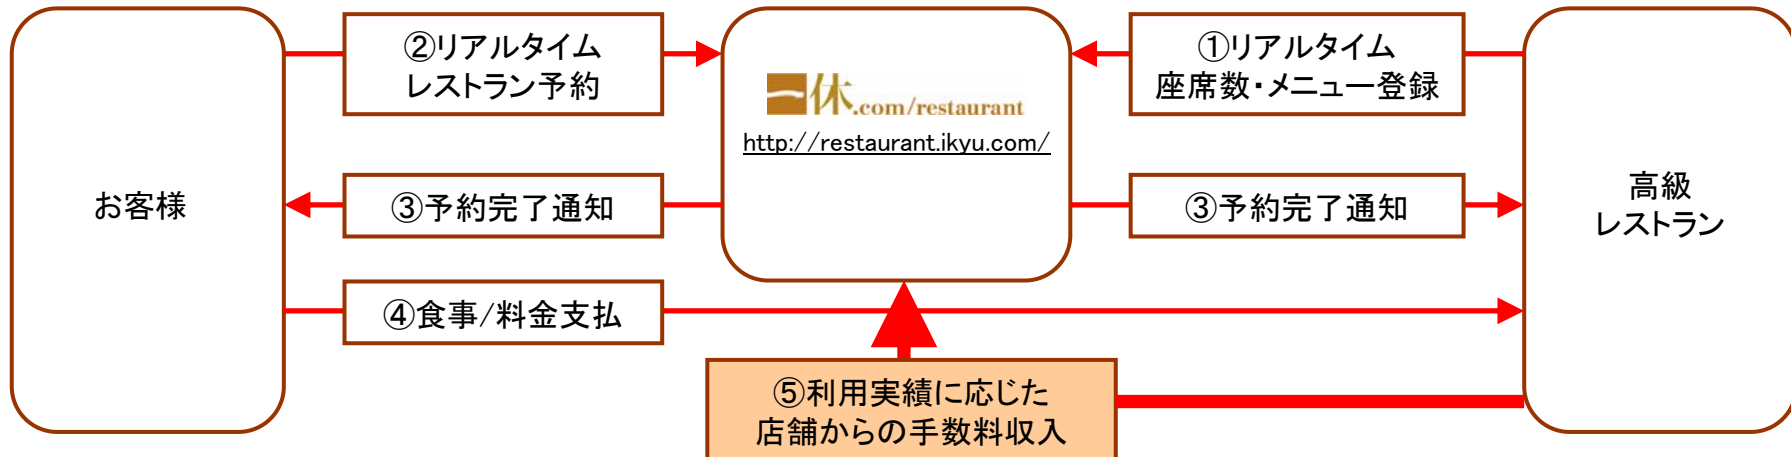 ②リアルタイム
レストラン予約
①リアルタイム
座席数・メニュー登録
一休.com/restaurant
http://restaurant.ikyu.com/
お客様
③予約完了通知
③予約完了通知
高級
レストラン
④食事/料金支払
⑤利用実績に応じた
店舗からの手数料収入